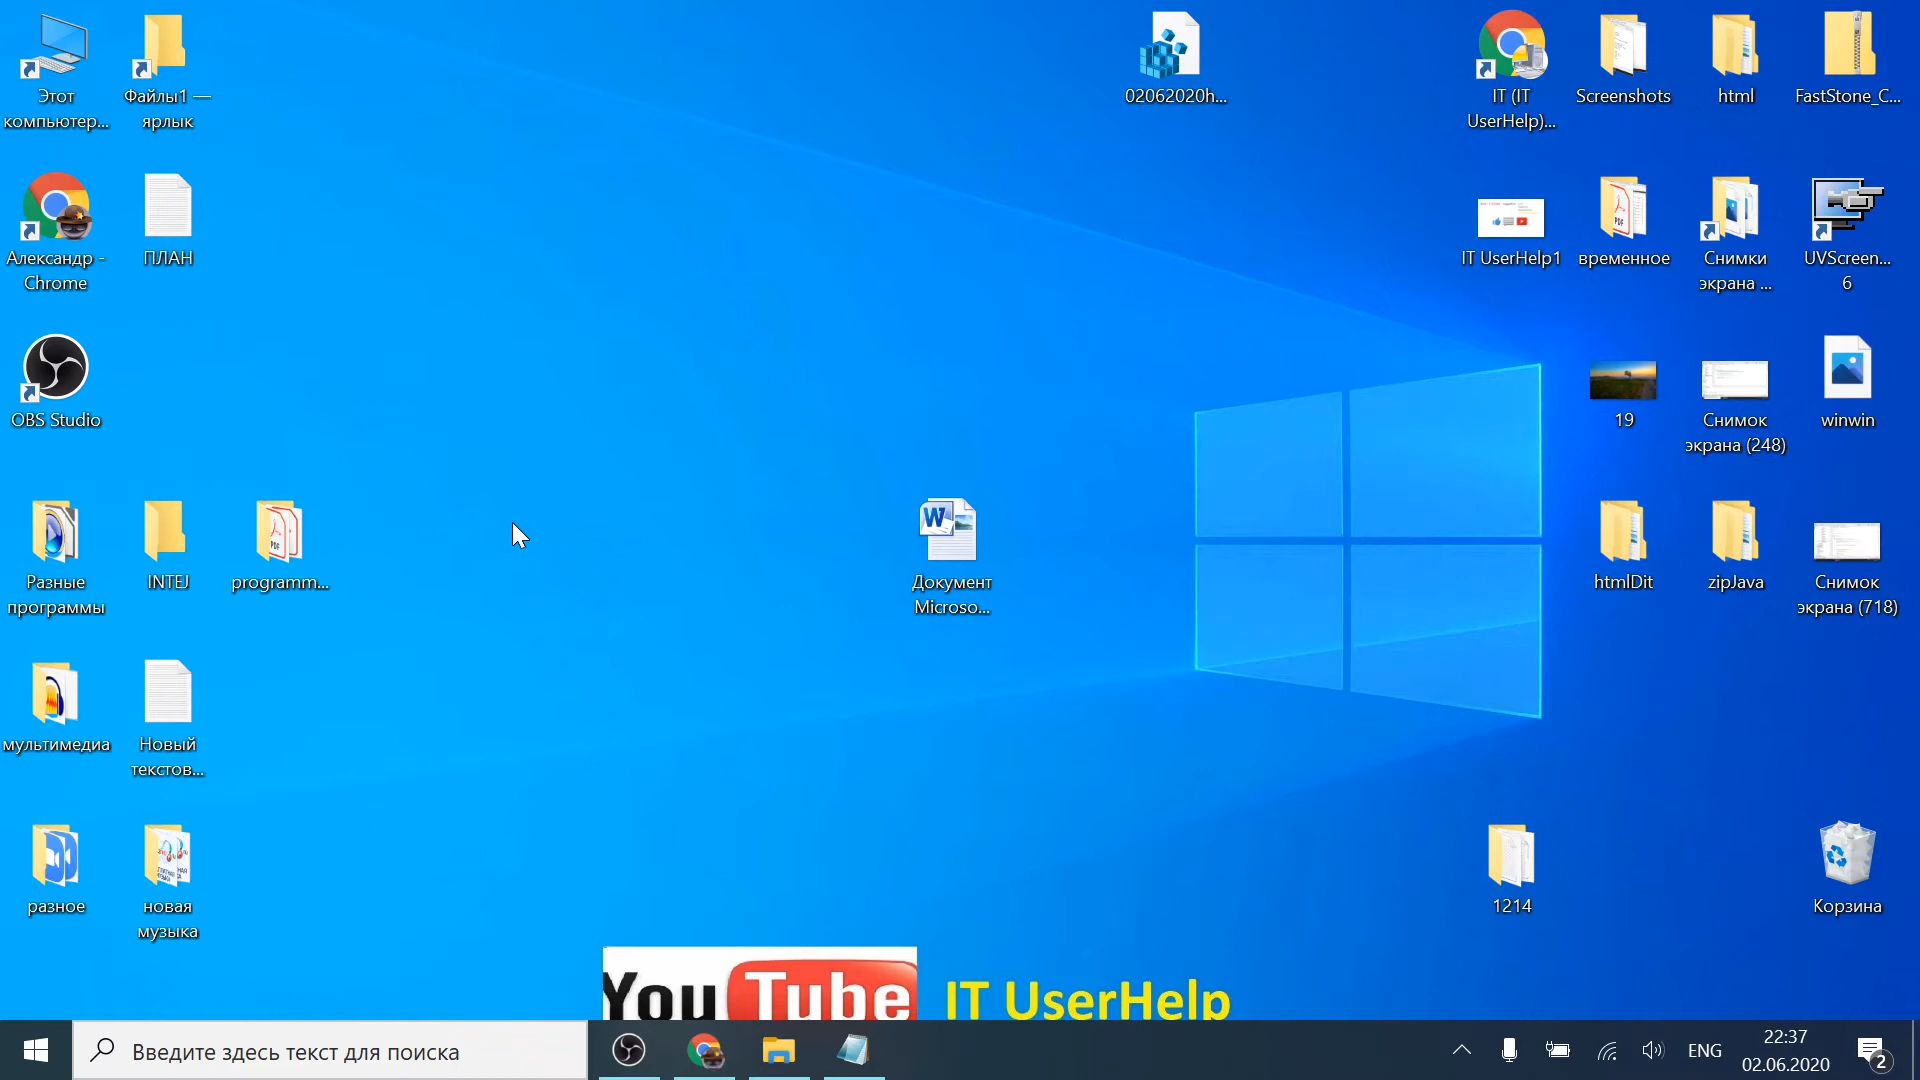 Этот
компьютер...
Файлы1 —
ярлык
02062020h...
IT (IT
UserHelp)...
Screenshots
html
FastStone_C...
Александр -
Chrome
ПЛАН
IT UserHelp1
временное
Снимки
экрана ...
UVScreen...
6
OBS Studio
19
Снимок
экрана (248)
winwin
Разные
программы
INTEJ
programm...
Документ
Microso...
htmlDit
zipJava
Снимок
экрана (718)
мультимедиа
Новый
текстов...
разное
новая
музыка
1214
Корзина
YouTube
IT UserHelp
Введите здесь текст для поиска
ENG
22:37
02.06.2020
2